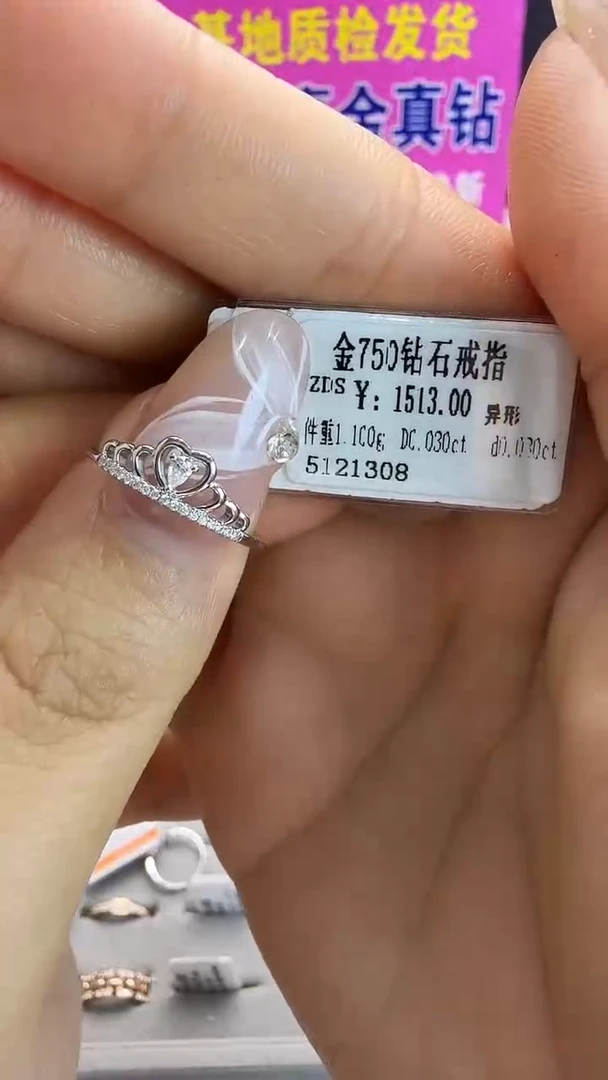 基地质检发货
金真钻
金750钻石戒指
ZDS ¥: 1513.00 异形
件重1.100g DC.030ct d0.030ct
5121308